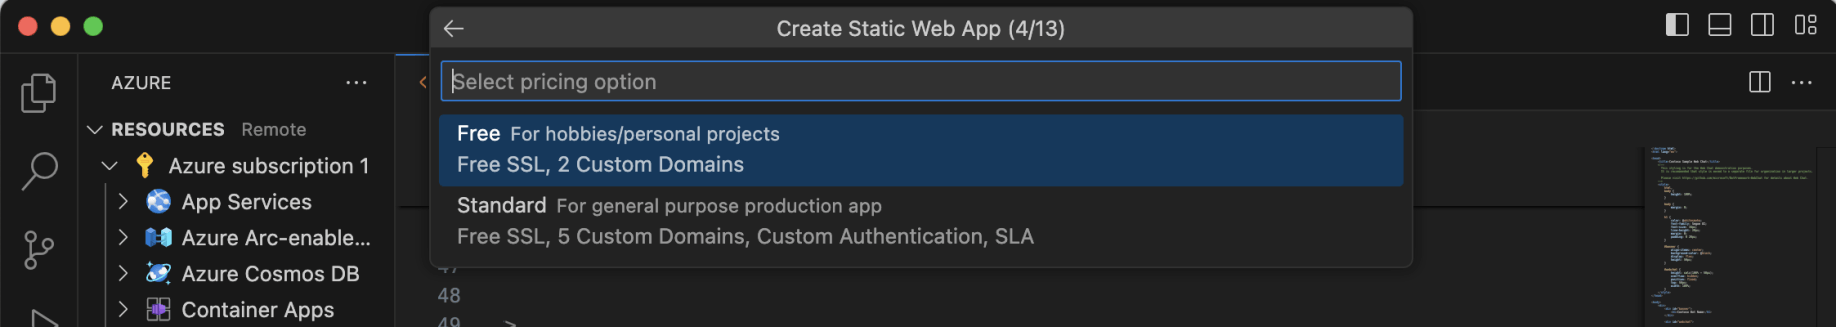 Create Static Web App (4/13)
AZURE
Select pricing option
RESOURCES Remote
Free For hobbies/personal projects
Free SSL, 2 Custom Domains
Azure subscription 1
Standard For general purpose production app
Free SSL, 5 Custom Domains, Custom Authentication, SLA
App Services
Azure Arc-enable...
Azure Cosmos DB
Container Apps
47
48
49